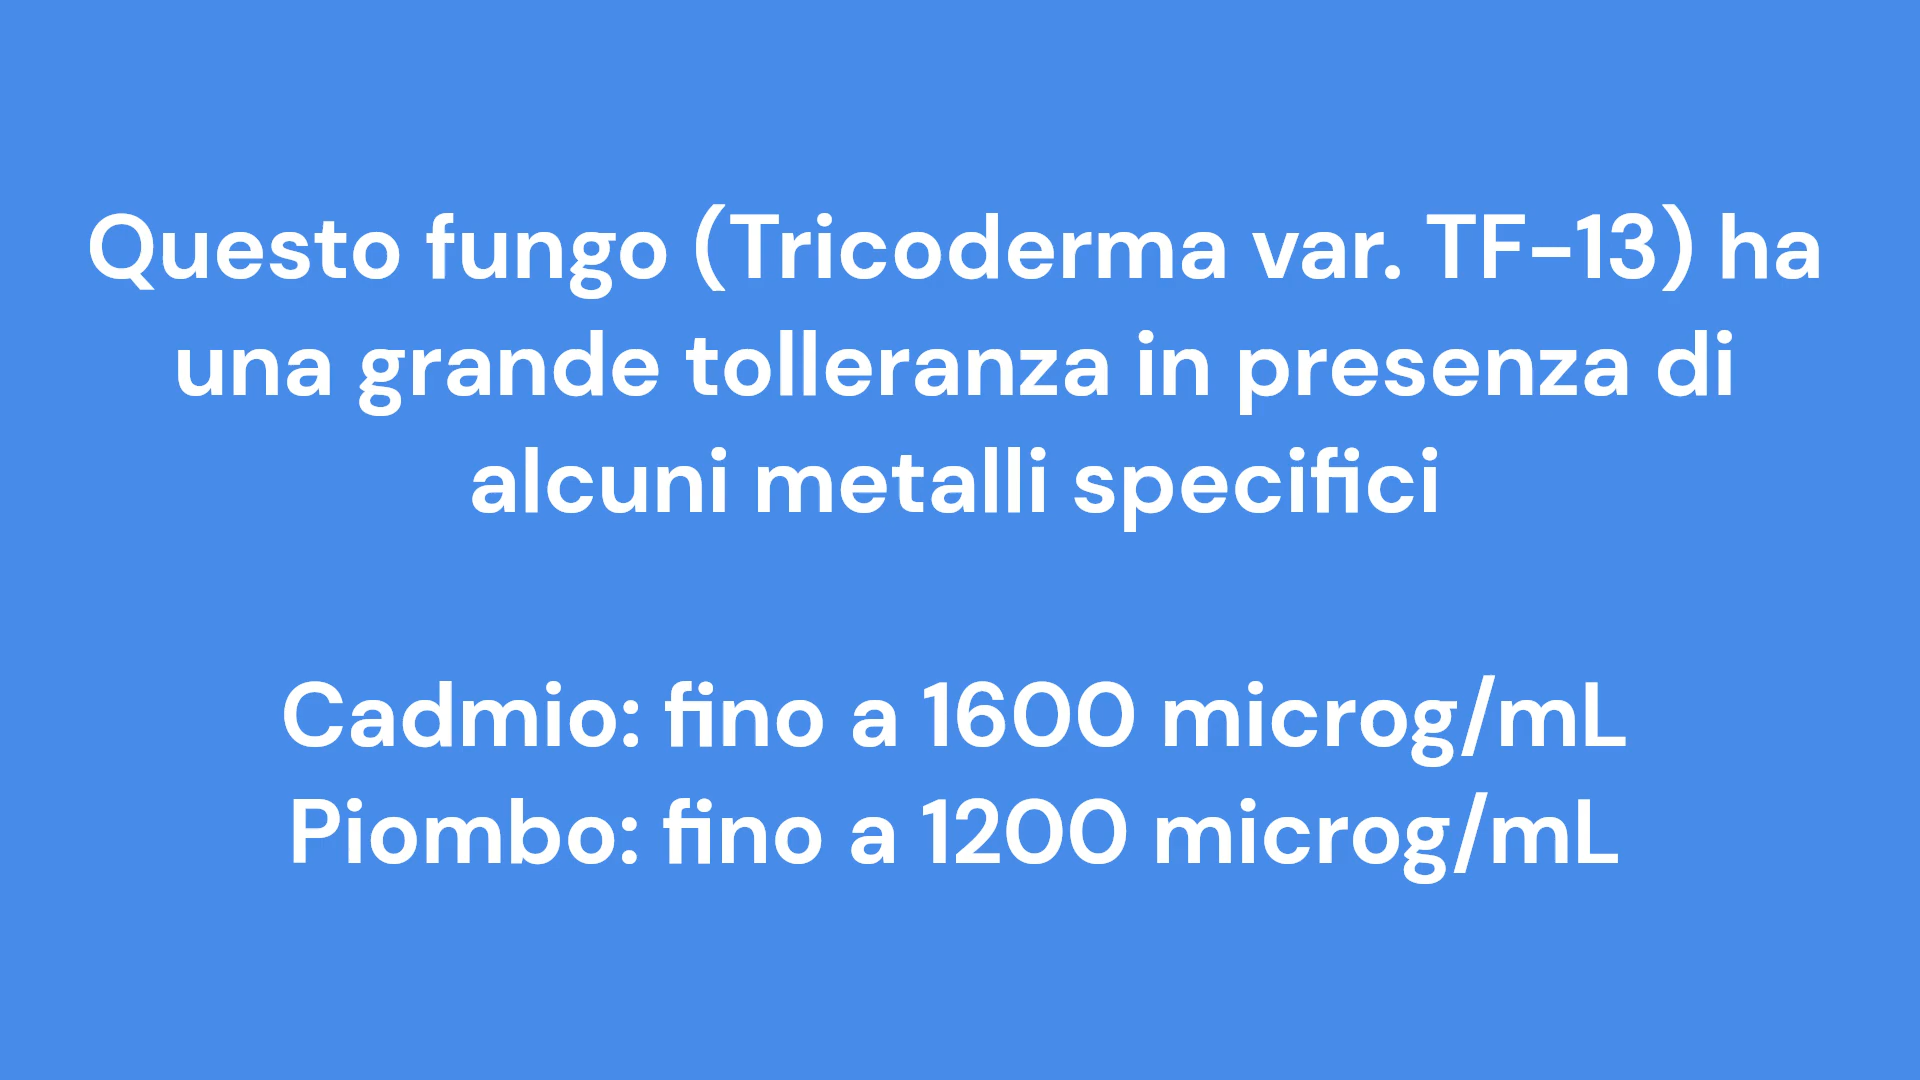 Questo fungo (Tricoderma var. TF-13) ha
una grande tolleranza in presenza di
alcuni metalli specifici
Cadmio: fino a 1600 microg/mL
Piombo: fino a 1200 microg/mL